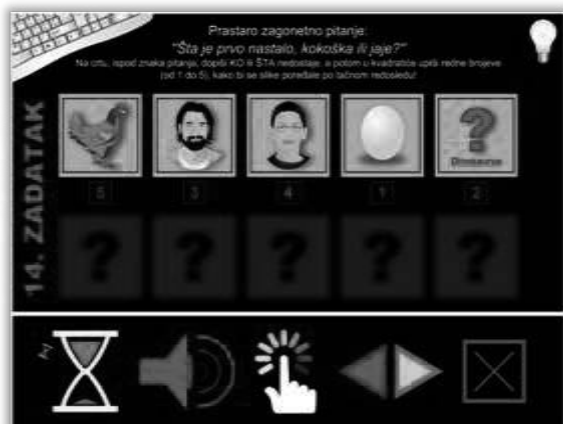 Prastaro zagonetno pitanje:
"Šta je prvo nastalo, kokoška ili jaje?"
Na crtu, ispod znaka pitanja, dopiši KO ili ŠTA nedostaje, a potom u kvadratiće upiši redne brojeve
(od 1 do 5), kako bi se slike poređale po tačnom redosledu!
14. ZADATAK
?
Dinosaurus
5 3 4 1 2
? ? ? ? ?